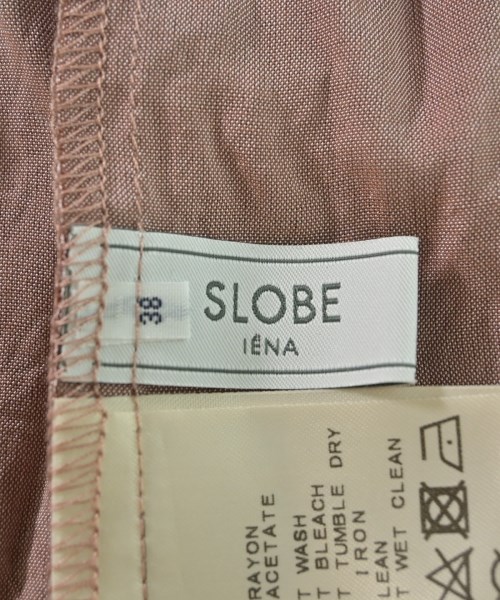 38
SLOBE
IÉNA
RAYON
ACETATE
T WASH
T BLEACH
T TUMBLE DRY
IRON
LEAN
T WET CLEAN